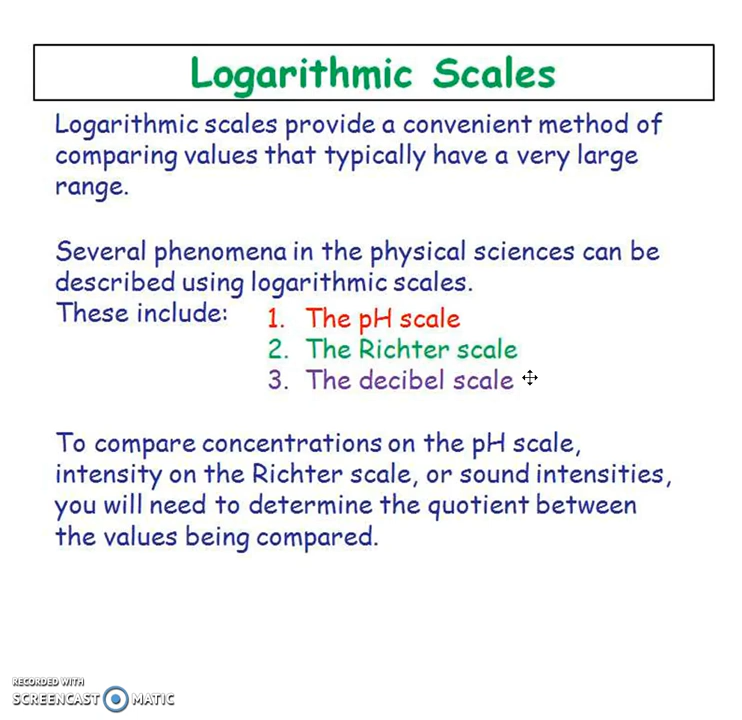 Logarithmic Scales
Logarithmic scales provide a convenient method of
comparing values that typically have a very large
range.
Several phenomena in the physical sciences can be
described using logarithmic scales.
These include:
1. The pH scale
2. The Richter scale
3. The decibel scale
To compare concentrations on the pH scale,
intensity on the Richter scale, or sound intensities,
you will need to determine the quotient between
the values being compared.
RECORDED WITH
SCREENCAST MATIC